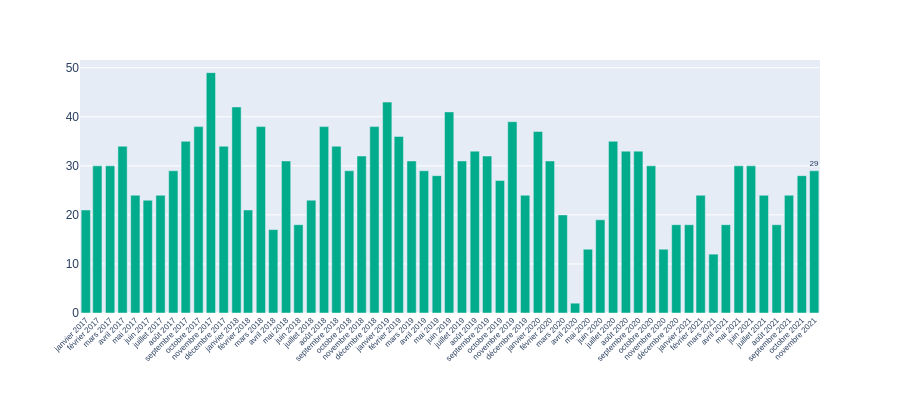 50
40
30
20
10
0
29
janvier 2017
février 2017
mars 2017
avril 2017
mai 2017
juin 2017
juillet 2017
août 2017
septembre 2017
octobre 2017
novembre 2017
décembre 2017
janvier 2018
février 2018
mars 2018
avril 2018
mai 2018
juin 2018
juillet 2018
août 2018
septembre 2018
octobre 2018
novembre 2018
décembre 2018
janvier 2019
février 2019
mars 2019
avril 2019
mai 2019
juin 2019
juillet 2019
août 2019
septembre 2019
octobre 2019
novembre 2019
décembre 2019
janvier 2020
février 2020
mars 2020
avril 2020
mai 2020
juin 2020
juillet 2020
août 2020
septembre 2020
octobre 2020
novembre 2020
décembre 2020
janvier 2021
février 2021
mars 2021
avril 2021
mai 2021
juin 2021
juillet 2021
août 2021
septembre 2021
octobre 2021
novembre 2021